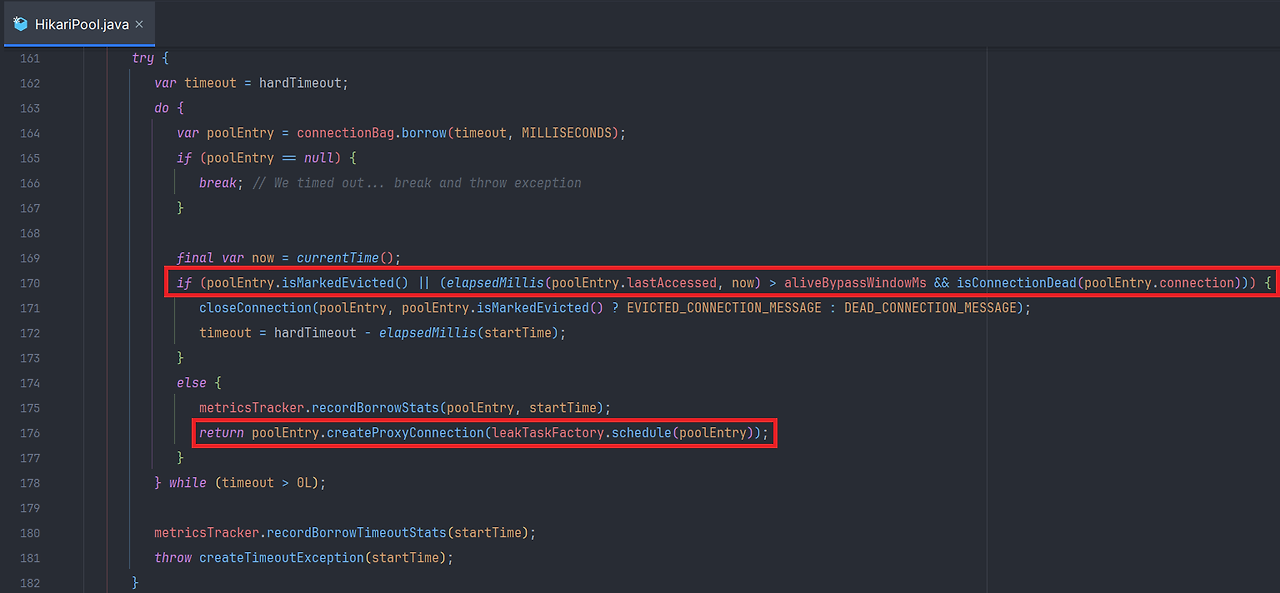 HikariPool.java ×
161 try {
162 var timeout = hardTimeout;
163 do {
164 var poolEntry = connectionBag.borrow(timeout, MILLISECONDS);
165 if (poolEntry == null) {
166 break; // We timed out... break and throw exception
167 }
168
169 final var now = currentTime();
170 if (poolEntry.isMarkedEvicted() || (elapsedMillis(poolEntry.lastAccessed, now) > aliveBypassWindowMs && isConnectionDead(poolEntry.connection))) {
171 closeConnection(poolEntry, poolEntry.isMarkedEvicted() ? EVICTED_CONNECTION_MESSAGE : DEAD_CONNECTION_MESSAGE);
172 timeout = hardTimeout - elapsedMillis(startTime);
173 }
174 else {
175 metricsTracker.recordBorrowStats(poolEntry, startTime);
176 return poolEntry.createProxyConnection(leakTaskFactory.schedule(poolEntry));
177 }
178 } while (timeout > 0L);
179
180 metricsTracker.recordBorrowTimeoutStats(startTime);
181 throw createTimeoutException(startTime);
182 }